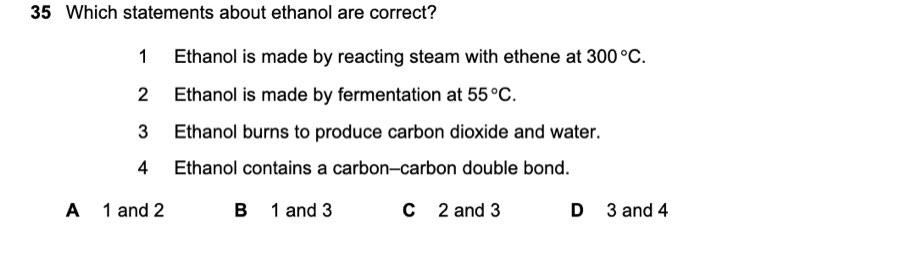 35 Which statements about ethanol are correct?
1 Ethanol is made by reacting steam with ethene at 300 °C.
2 Ethanol is made by fermentation at 55 °C.
3 Ethanol burns to produce carbon dioxide and water.
4 Ethanol contains a carbon–carbon double bond.
A 1 and 2 B 1 and 3 C 2 and 3 D 3 and 4